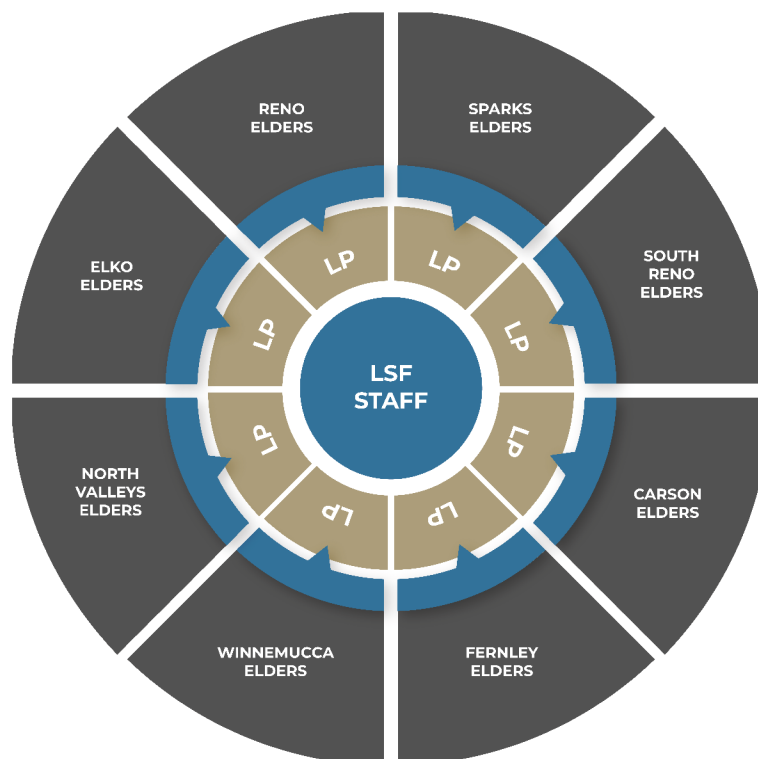 RENO
ELDERS
SPARKS
ELDERS
ELKO
ELDERS
SOUTH
RENO
ELDERS
LP
LP
LP
LP
LSF
STAFF
LP
LP
LP
LP
NORTH
VALLEYS
ELDERS
CARSON
ELDERS
WINNEMUCCA
ELDERS
FERNLEY
ELDERS